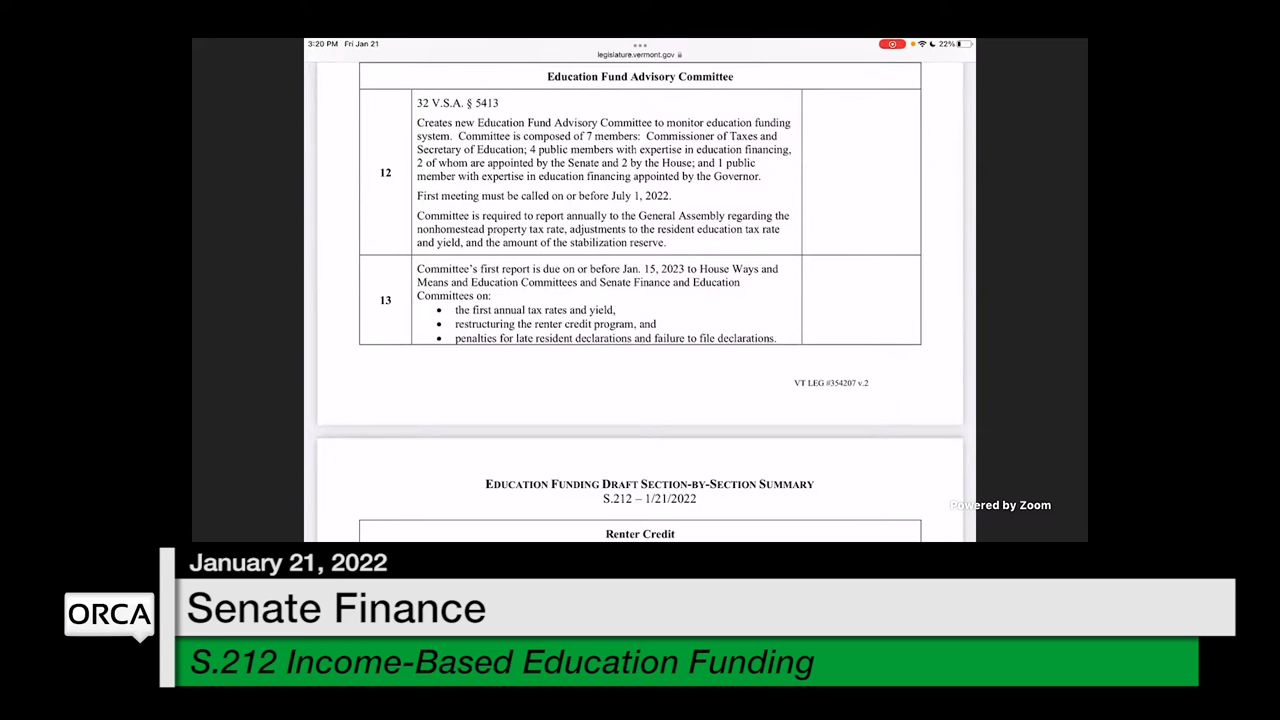 3:20 PM Fri Jan 21
22%
legislature.vermont.gov
Education Fund Advisory Committee
32 V.S.A. § 5413
Creates new Education Fund Advisory Committee to monitor education funding
system. Committee is composed of 7 members: Commissioner of Taxes and
Secretary of Education; 4 public members with expertise in education financing,
2 of whom are appointed by the Senate and 2 by the House; and 1 public
12
member with expertise in education financing appointed by the Governor.
First meeting must be called on or before July 1, 2022.
Committee is required to report annually to the General Assembly regarding the
nonhomestead property tax rate, adjustments to the resident education tax rate
and yield, and the amount of the stabilization reserve.
Committee's first report is due on or before Jan. 15, 2023 to House Ways and
Means and Education Committees and Senate Finance and Education
13
Committees on:
• the first annual tax rates and yield,
• restructuring the renter credit program, and
• penalties for late resident declarations and failure to file declarations.
VT LEG #354207 v.2
EDUCATION FUNDING DRAFT SECTION-BY-SECTION SUMMARY
S.212 – 1/21/2022
Powered by Zoom
Renter Credit
January 21, 2022
ORCA
Senate Finance
S.212 Income-Based Education Funding